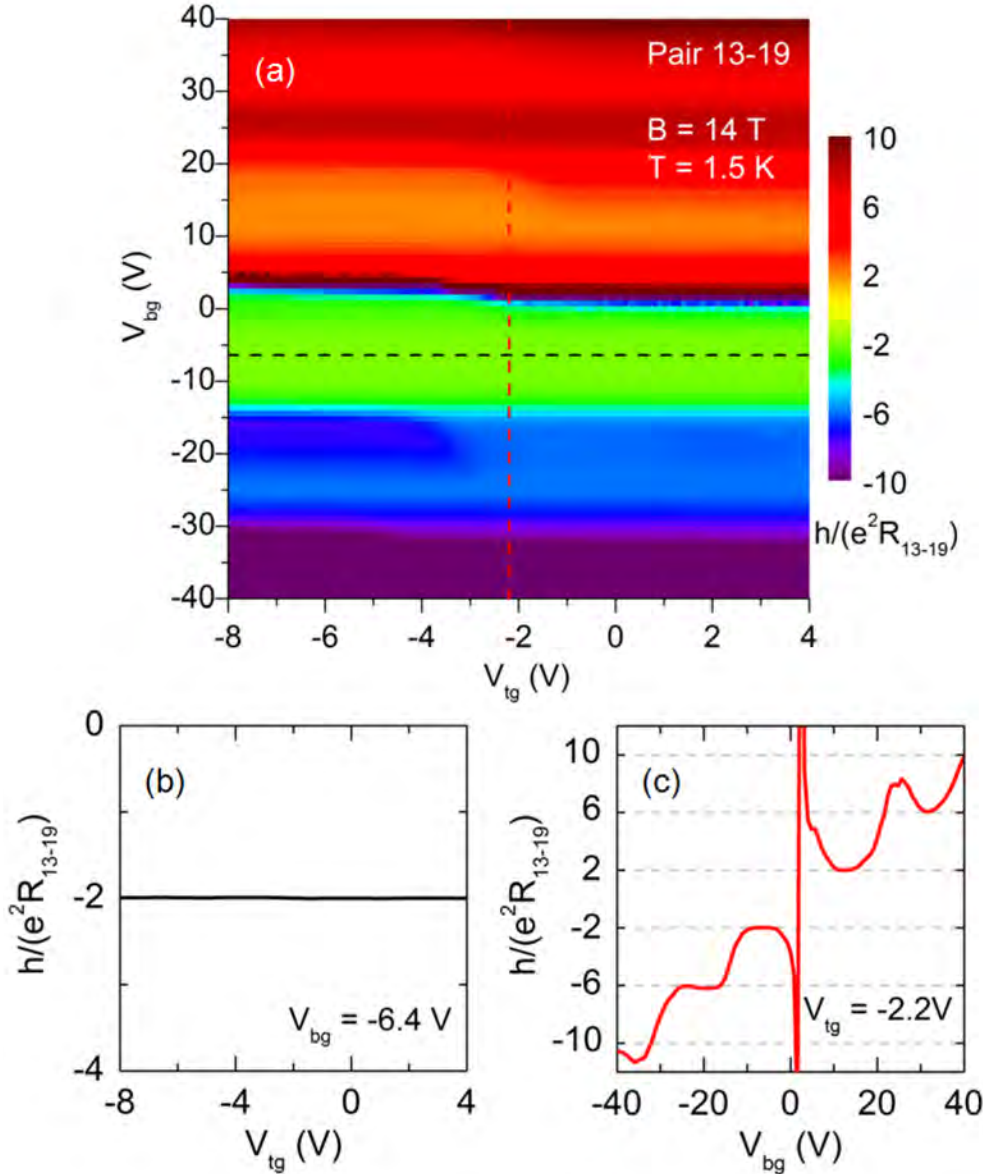 40
30
20
10
0
-10
-20
-30
-40
V_bg (V)
(a)
Pair 13-19
B = 14 T
T = 1.5 K
10
6
2
-2
-6
-10
h/(e²R₁₃₋₁₉)
-8 -6 -4 -2 0 2 4
V_tg (V)
0
-2
-4
h/(e²R₁₃₋₁₉)
(b)
V_bg = -6.4 V
-8 -4 0 4
V_tg (V)
10
6
2
-2
-6
-10
h/(e²R₁₃₋₁₉)
(c)
V_tg = -2.2V
-40 -20 0 20 40
V_bg (V)